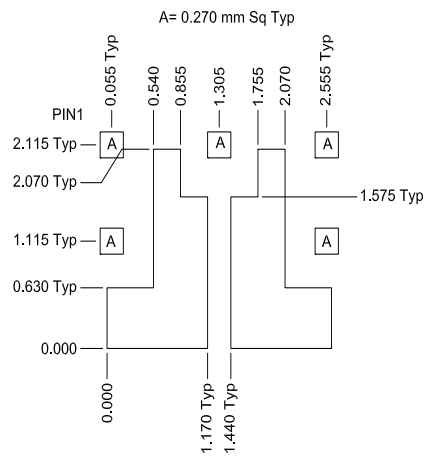 A= 0.270 mm Sq Typ
0.055 Typ
0.540
0.855
1.305
1.755
2.070
2.555 Typ
PIN1
2.115 Typ
A
A
A
2.070 Typ
1.575 Typ
1.115 Typ
A
A
0.630 Typ
0.000
0.000
1.170 Typ
1.440 Typ